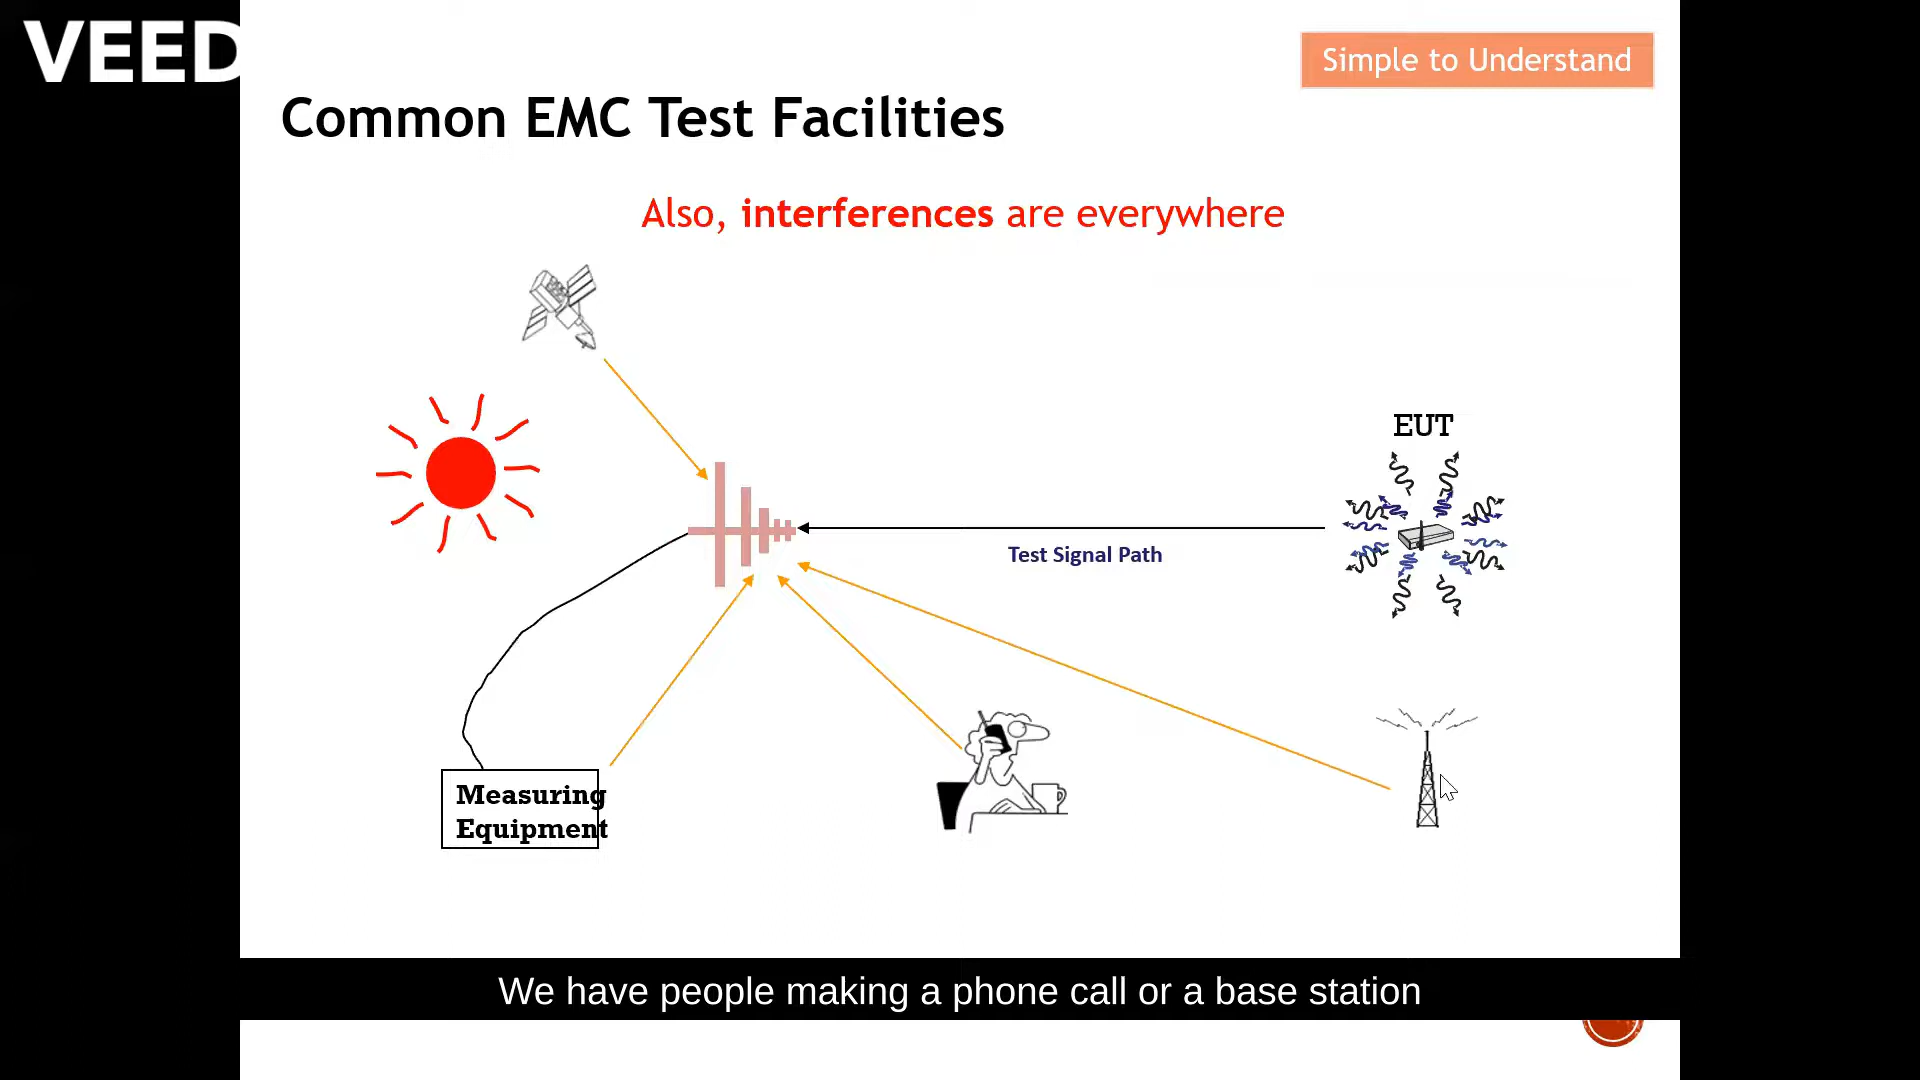 VEED
Simple to Understand
Common EMC Test Facilities
Also, interferences are everywhere
EUT
Test Signal Path
Measuring
Equipment
We have people making a phone call or a base station